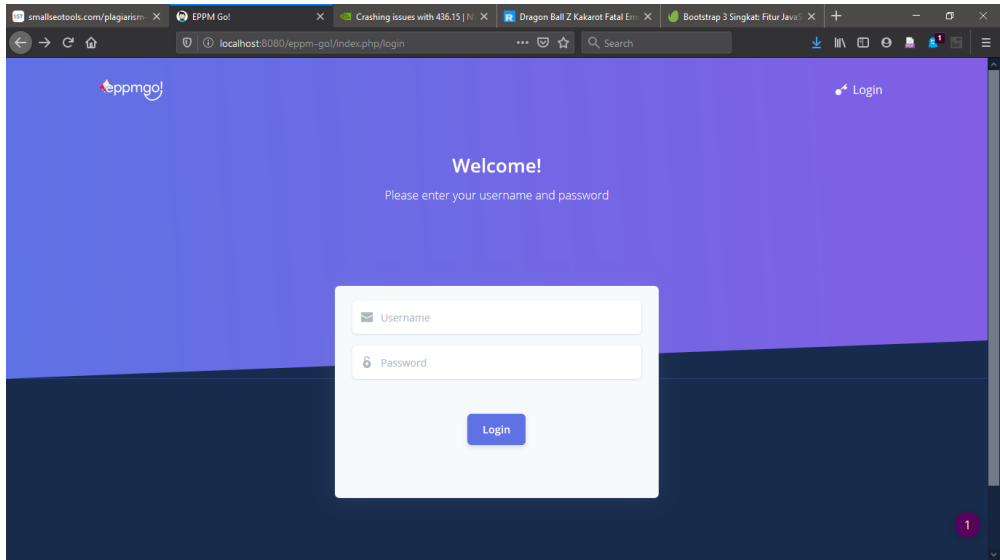 smallseotools.com/plagiarism-
EPPM Go!
Crashing issues with 436.15 | N
Dragon Ball Z Kakarot Fatal Err
Bootstrap 3 Singkat: Fitur JavaS
localhost:8080/eppm-go!/index.php/login
Search
1
eppmgo!
Login
Welcome!
Please enter your username and password
Username
Password
Login
1